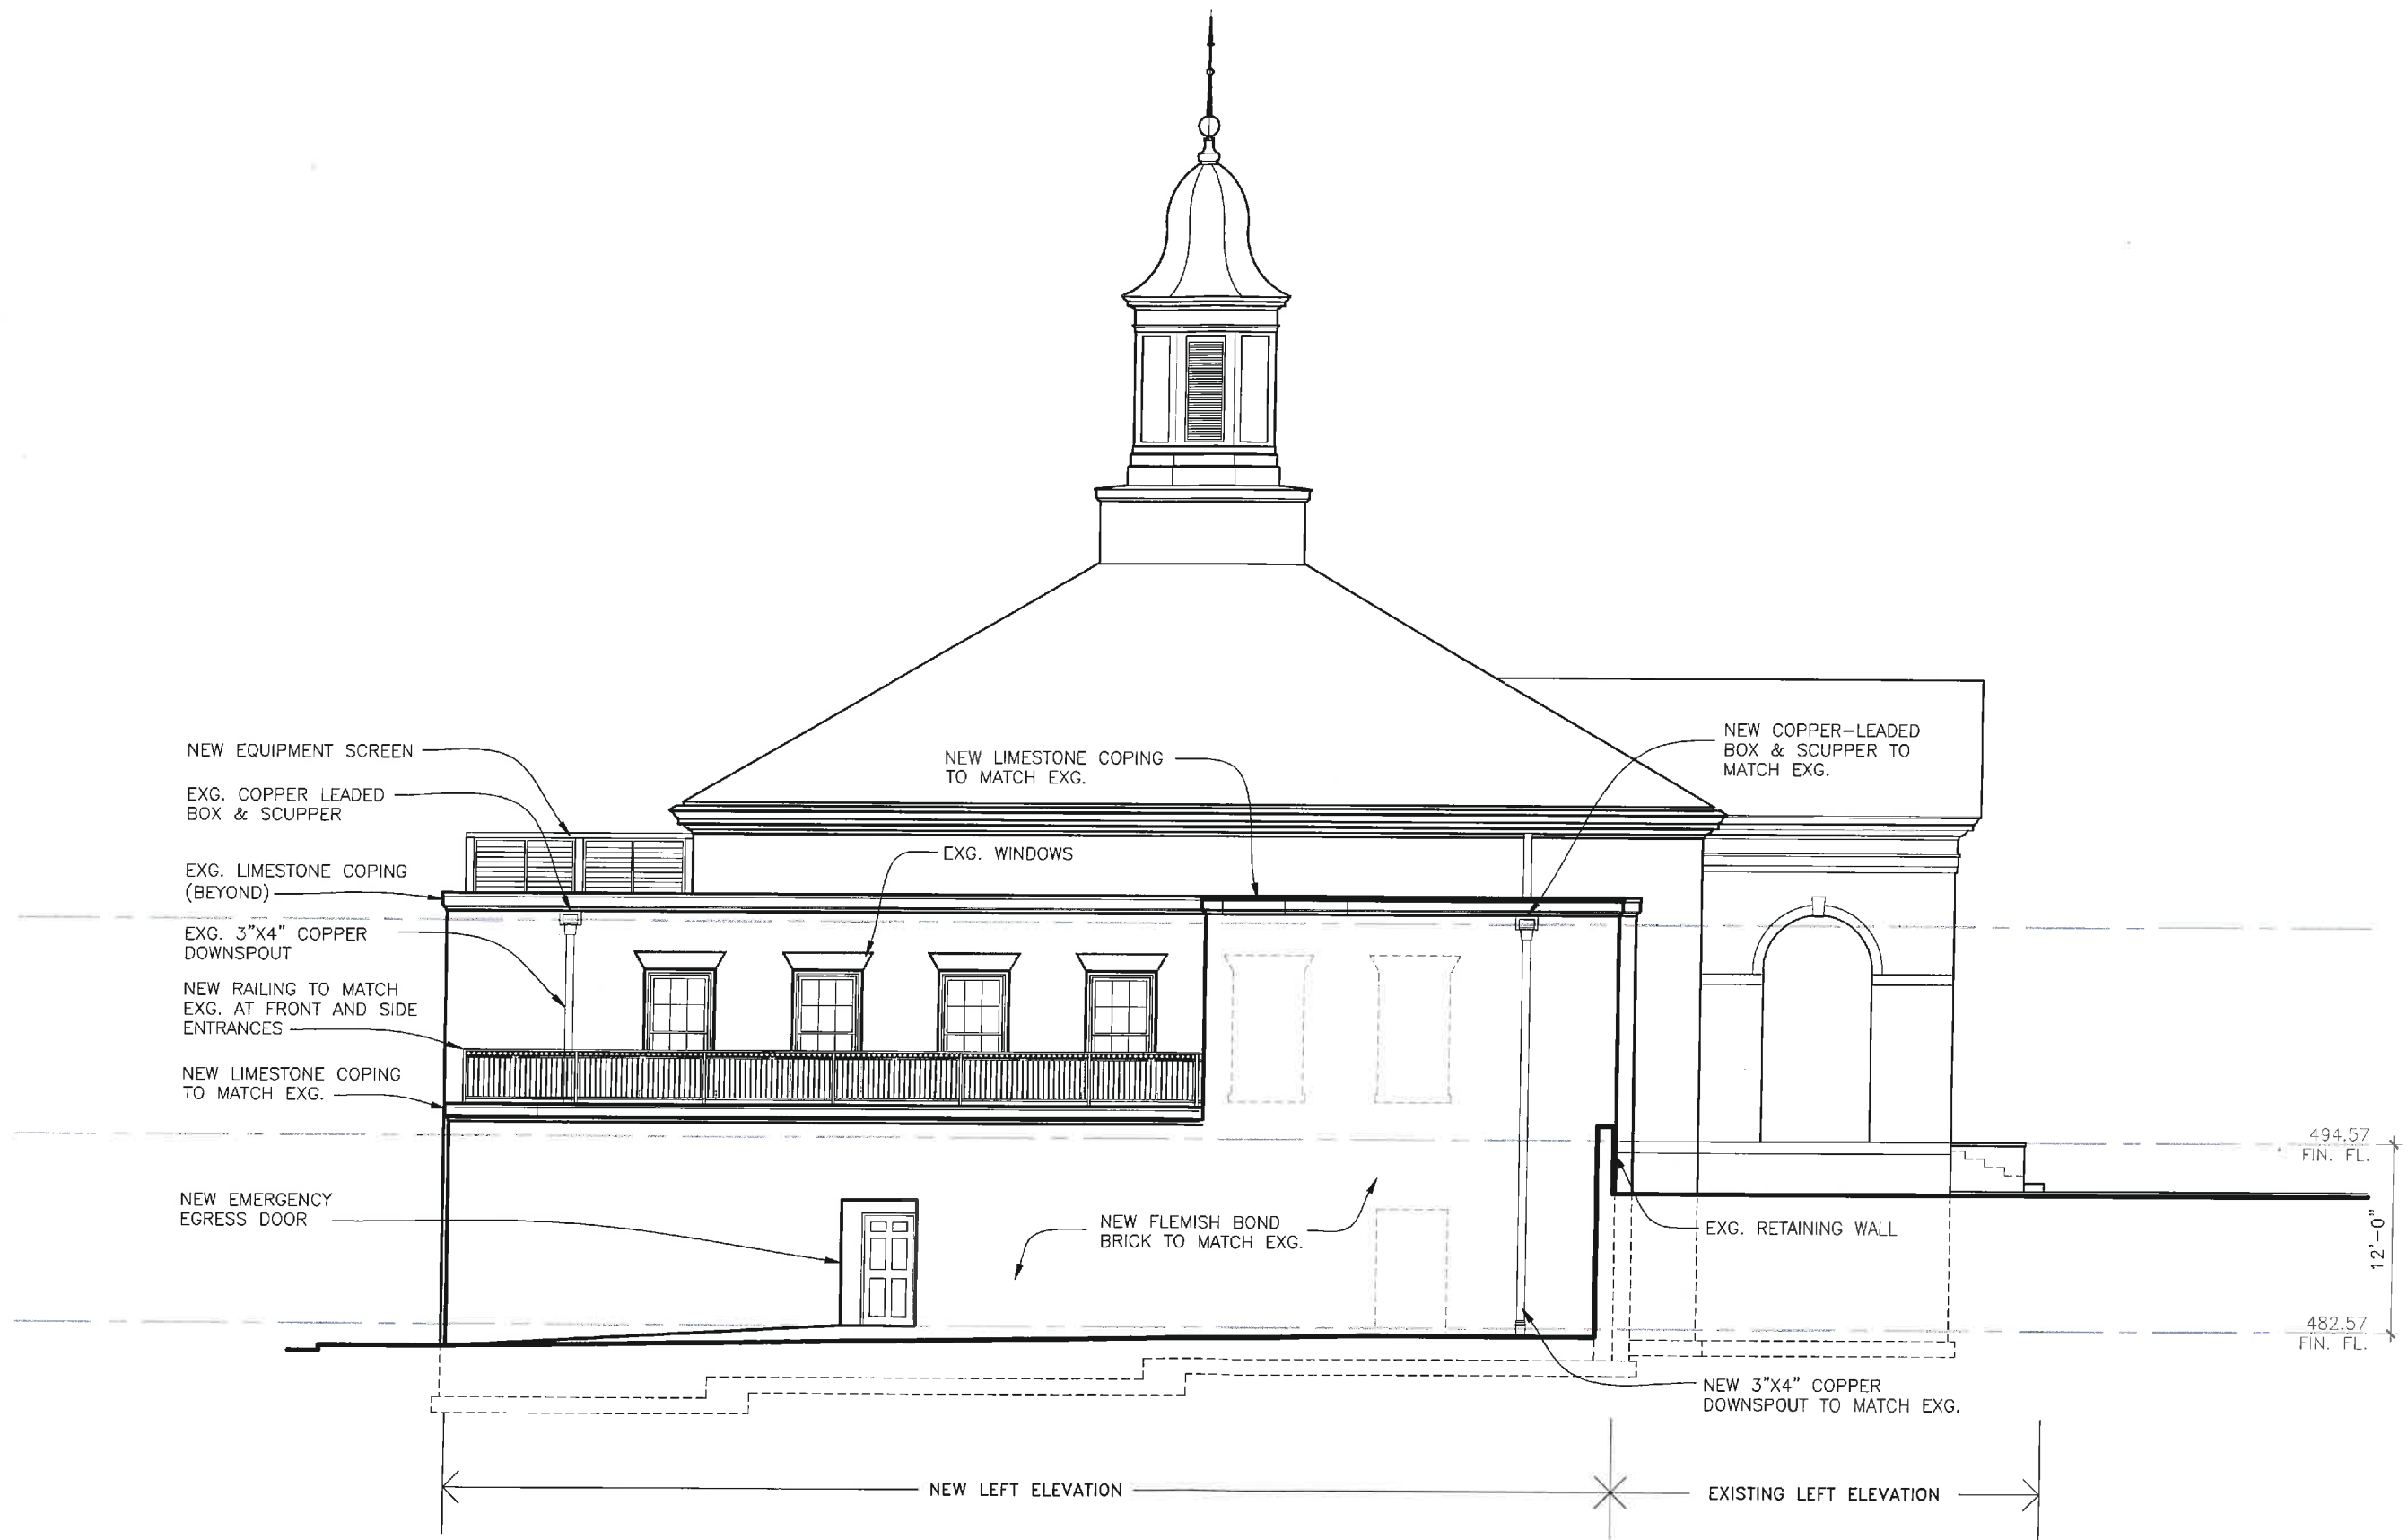 NEW EQUIPMENT SCREEN
EXG. COPPER LEADED
BOX & SCUPPER
EXG. LIMESTONE COPING
(BEYOND)
EXG. 3"X4" COPPER
DOWNSPOUT
NEW RAILING TO MATCH
EXG. AT FRONT AND SIDE
ENTRANCES
NEW LIMESTONE COPING
TO MATCH EXG.
NEW EMERGENCY
EGRESS DOOR
NEW LIMESTONE COPING
TO MATCH EXG.
EXG. WINDOWS
NEW FLEMISH BOND
BRICK TO MATCH EXG.
NEW COPPER-LEADED
BOX & SCUPPER TO
MATCH EXG.
494.57
FIN. FL.
EXG. RETAINING WALL
12'-0"
482.57
FIN. FL.
NEW 3"X4" COPPER
DOWNSPOUT TO MATCH EXG.
NEW LEFT ELEVATION
EXISTING LEFT ELEVATION